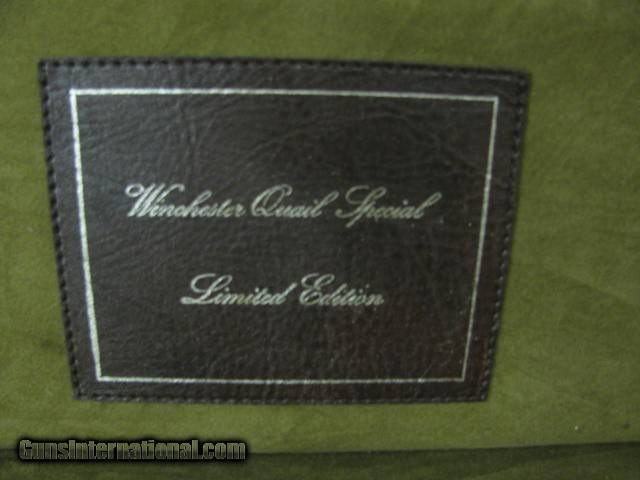 Winchester Quail Special
Limited Edition
GunsInternational.com